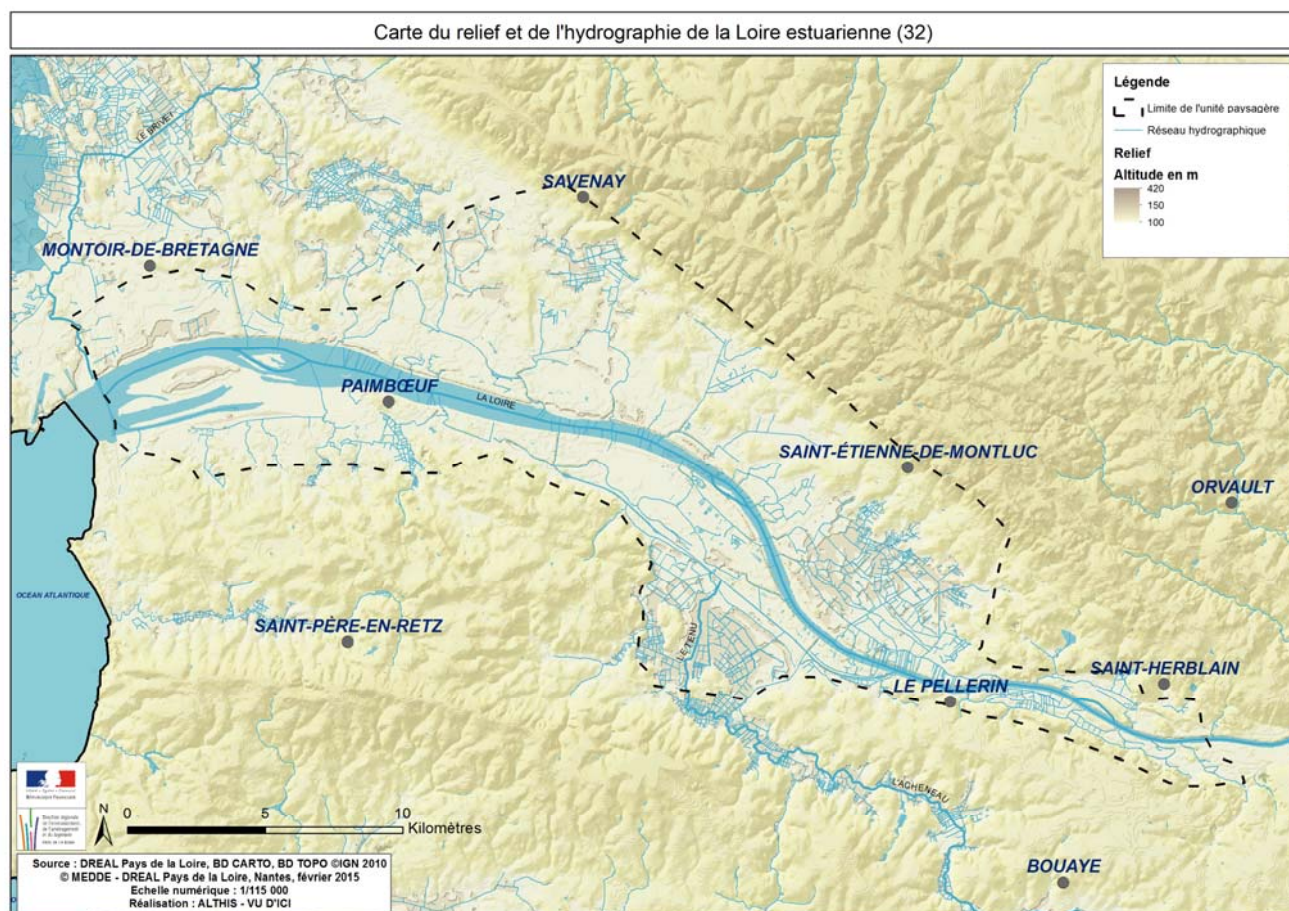 Carte du relief et de l'hydrographie de la Loire estuarienne (32)
Légende
Limite de l'unité paysagère
Réseau hydrographique
Relief
Altitude en m
420
150
100
LE BRIVET
SAVENAY
MONTOIR-DE-BRETAGNE
PAIMBŒUF
LA LOIRE
SAINT-ÉTIENNE-DE-MONTLUC
ORVAULT
OCEAN ATLANTIQUE
SAINT-PÈRE-EN-RETZ
LE TENU
SAINT-HERBLAIN
LE PELLERIN
L'ACHENEAU
BOUAYE
RÉPUBLIQUE FRANÇAISE
N
0
5
10
Kilomètres
Source : DREAL Pays de la Loire, BD CARTO, BD TOPO ©IGN 2010
© MEDDE - DREAL Pays de la Loire, Nantes, février 2015
Echelle numérique : 1/115 000
Réalisation : ALTHIS - VU D'ICI